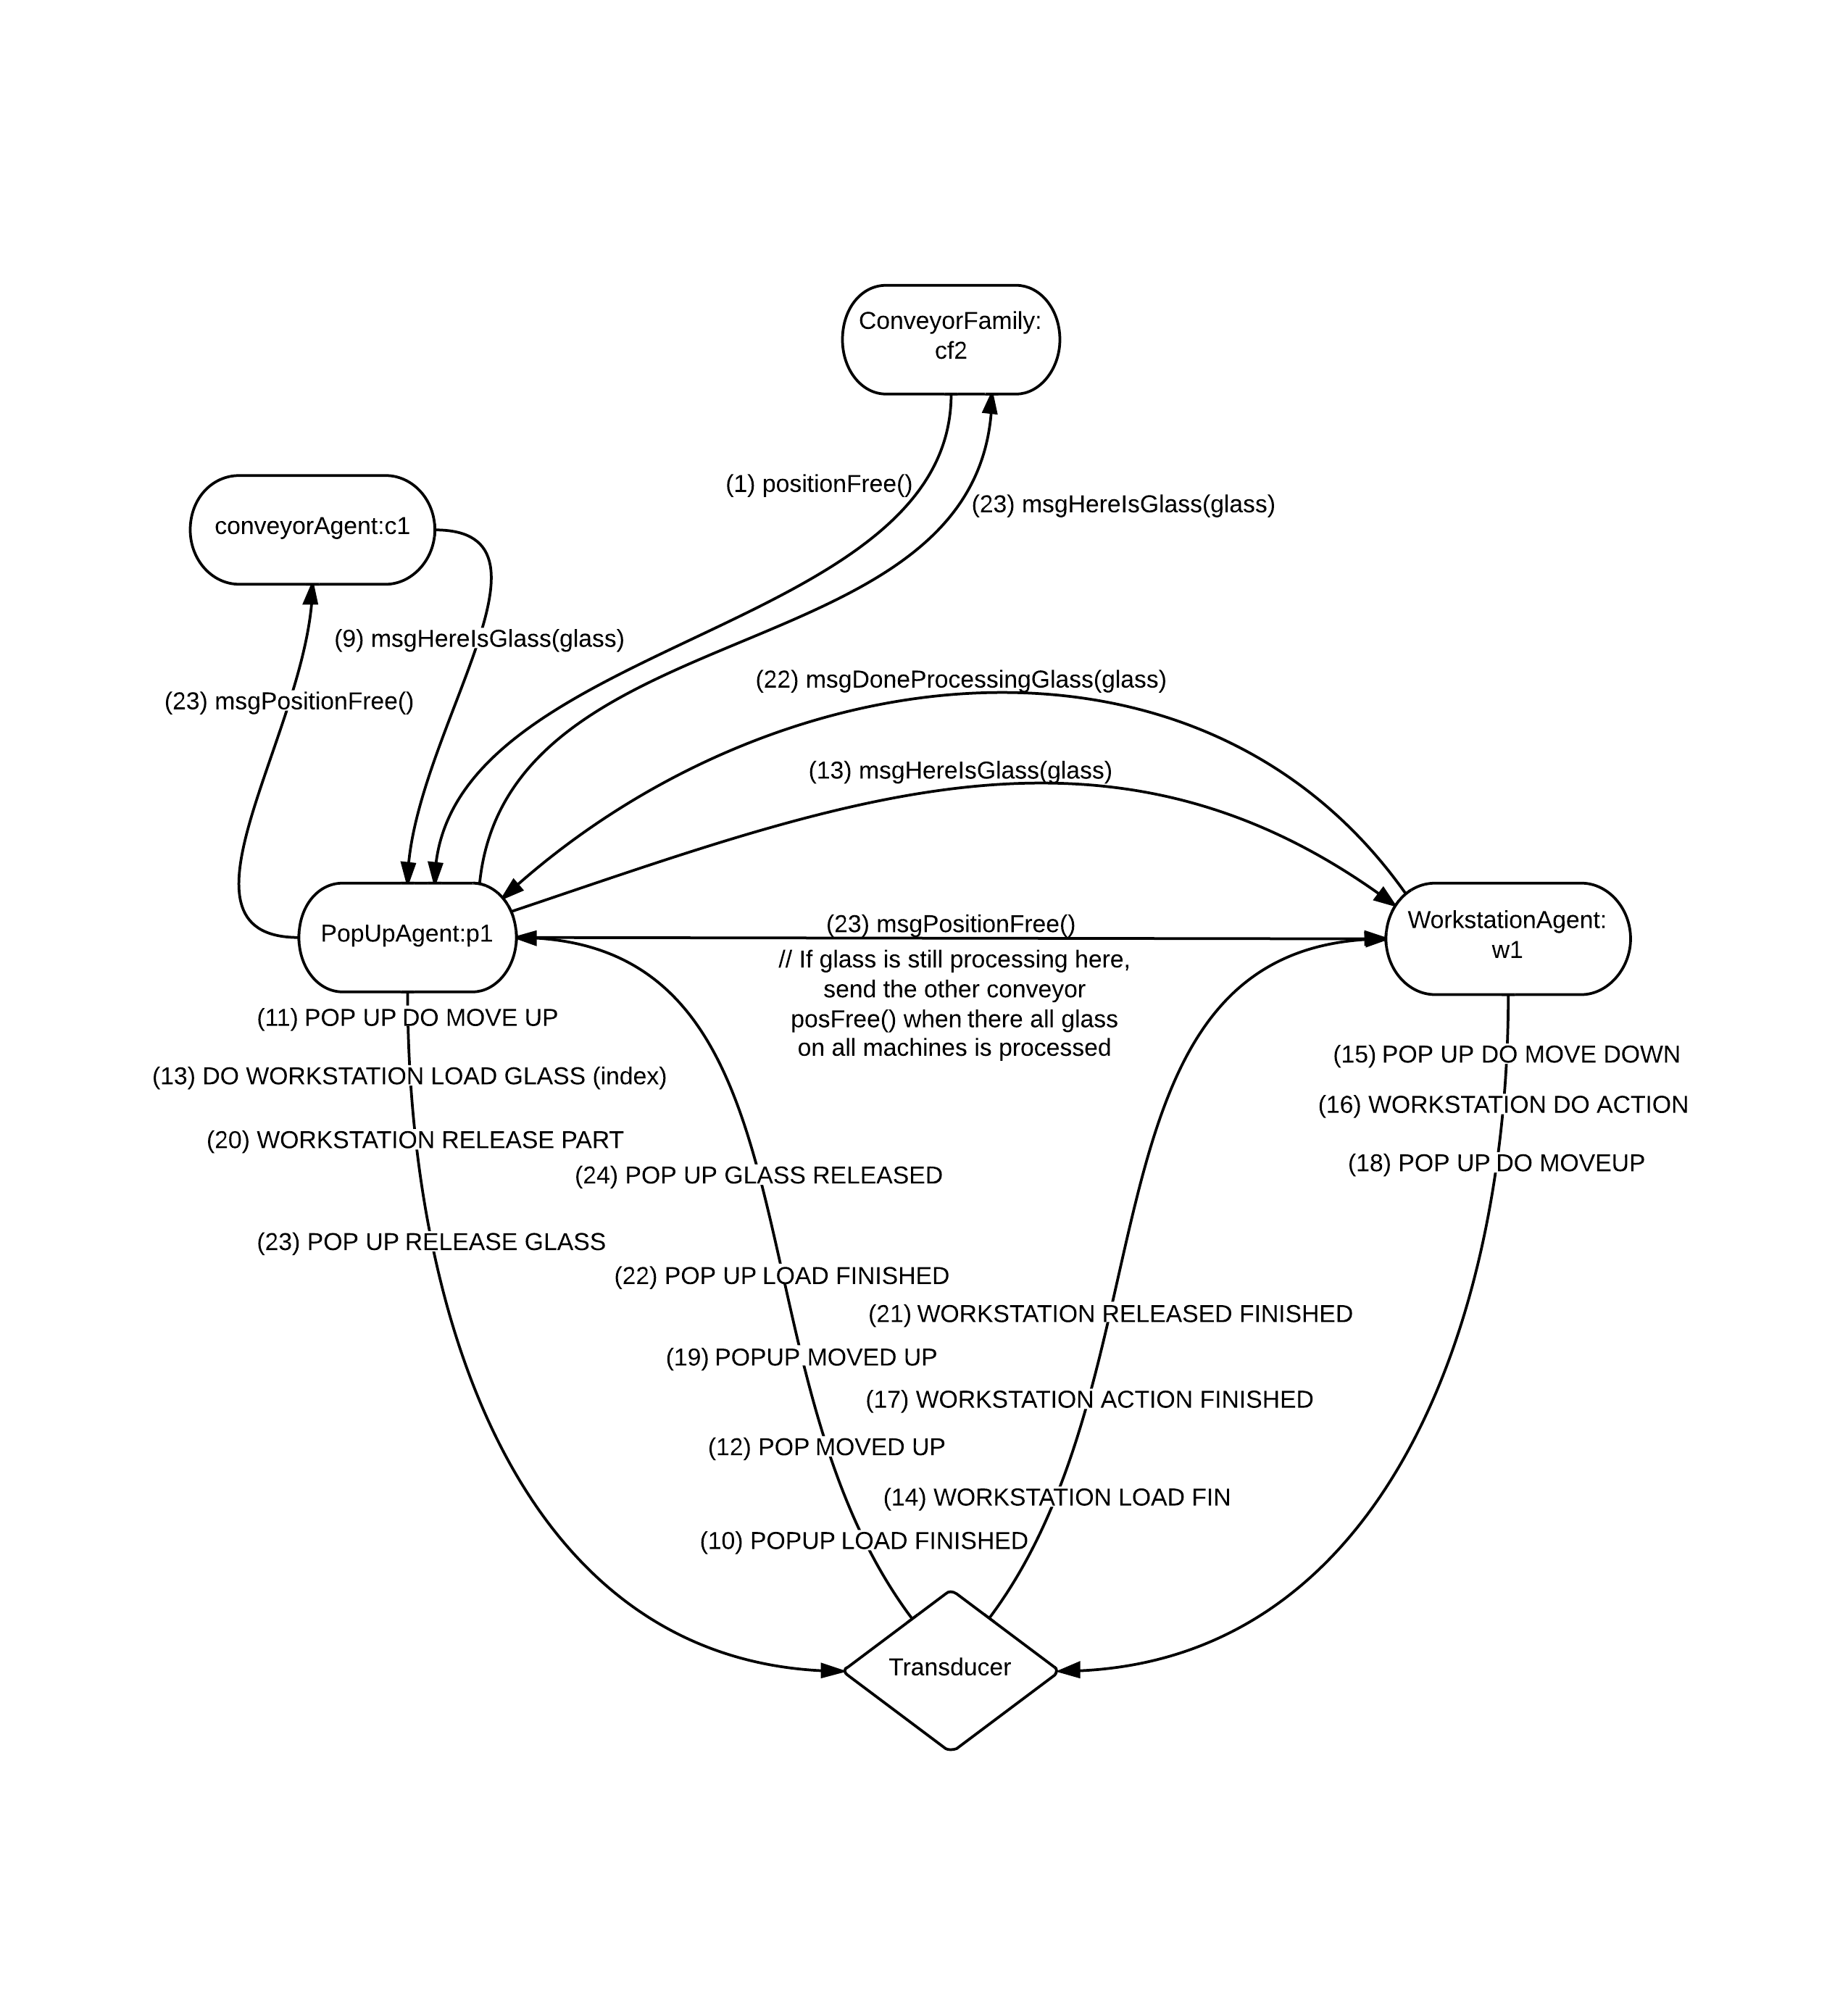 ConveyorFamily:
cf2
(1) positionFree()
(23) msgHereIsGlass(glass)
conveyorAgent:c1
(9) msgHereIsGlass(glass)
(23) msgPositionFree()
(22) msgDoneProcessingGlass(glass)
(13) msgHereIsGlass(glass)
PopUpAgent:p1
(23) msgPositionFree()
// If glass is still processing here,
send the other conveyor
posFree() when there all glass
on all machines is processed
WorkstationAgent:
w1
(11) POP UP DO MOVE UP
(13) DO WORKSTATION LOAD GLASS (index)
(20) WORKSTATION RELEASE PART
(23) POP UP RELEASE GLASS
(24) POP UP GLASS RELEASED
(22) POP UP LOAD FINISHED
(19) POPUP MOVED UP
(12) POP MOVED UP
(10) POPUP LOAD FINISHED
(21) WORKSTATION RELEASED FINISHED
(17) WORKSTATION ACTION FINISHED
(14) WORKSTATION LOAD FIN
(15) POP UP DO MOVE DOWN
(16) WORKSTATION DO ACTION
(18) POP UP DO MOVEUP
Transducer